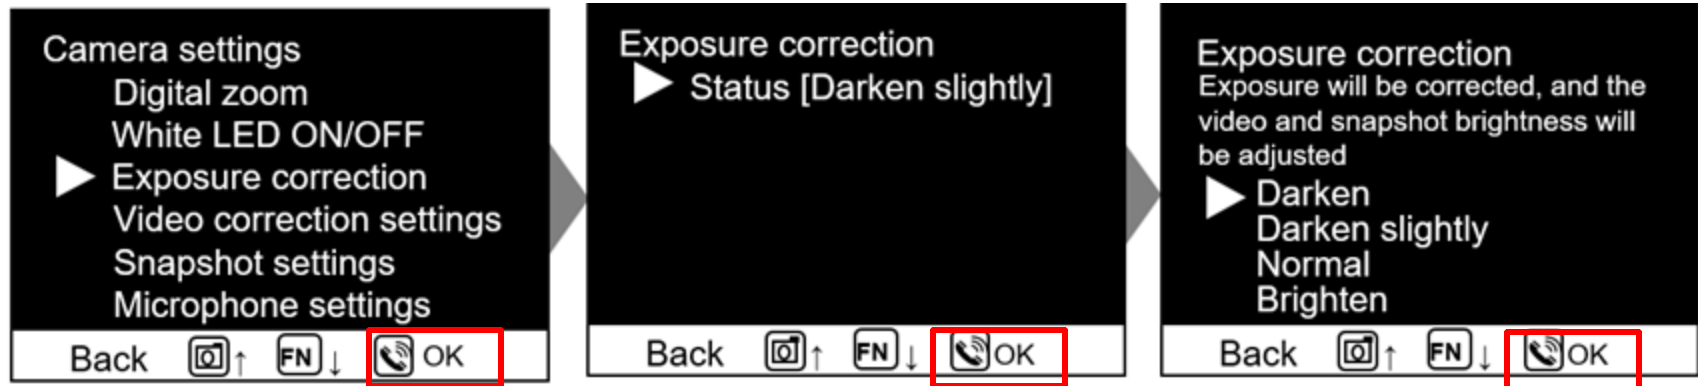 Camera settings
Digital zoom
White LED ON/OFF
Exposure correction
Video correction settings
Snapshot settings
Microphone settings
Back ↑ FN ↓ OK
Exposure correction
Status [Darken slightly]
Back ↑ FN ↓ OK
Exposure correction
Exposure will be corrected, and the
video and snapshot brightness will
be adjusted
Darken
Darken slightly
Normal
Brighten
Back ↑ FN ↓ OK